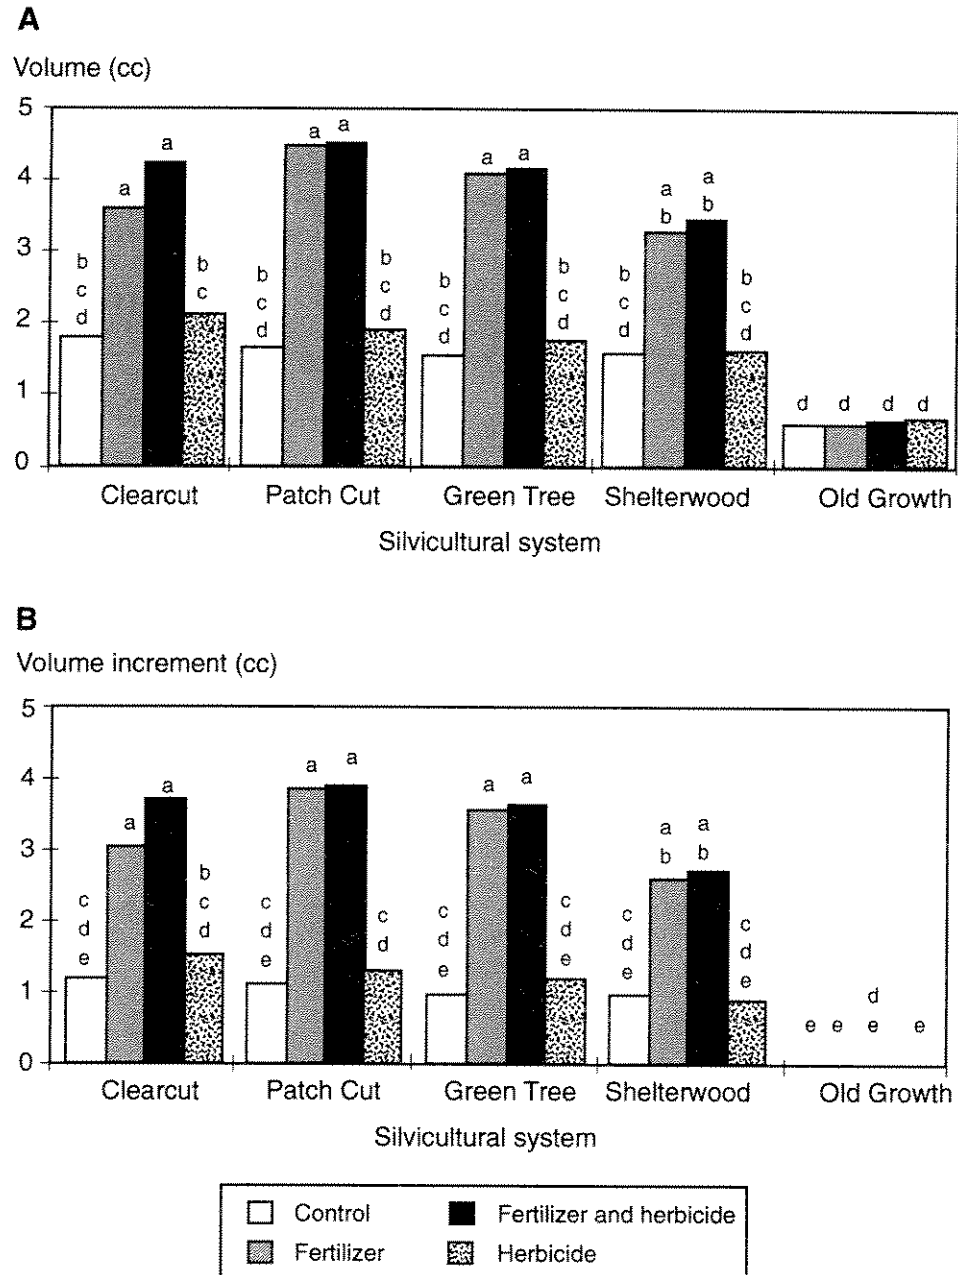 A
Volume (cc)
5
4
3
2
1
0
b
c
d
a
a
b
c
b
c
d
a
a
b
c
d
b
c
d
a
a
b
c
d
b
c
d
a
b
a
b
b
c
d
d
d
d
d
Clearcut
Patch Cut
Green Tree
Shelterwood
Old Growth
Silvicultural system
B
Volume increment (cc)
5
4
3
2
1
0
c
d
e
a
a
b
c
d
c
d
e
a
a
c
d
c
d
e
a
a
c
d
e
c
d
e
a
b
a
b
c
d
e
e
e
d
e
e
Clearcut
Patch Cut
Green Tree
Shelterwood
Old Growth
Silvicultural system
Control
Fertilizer and herbicide
Fertilizer
Herbicide